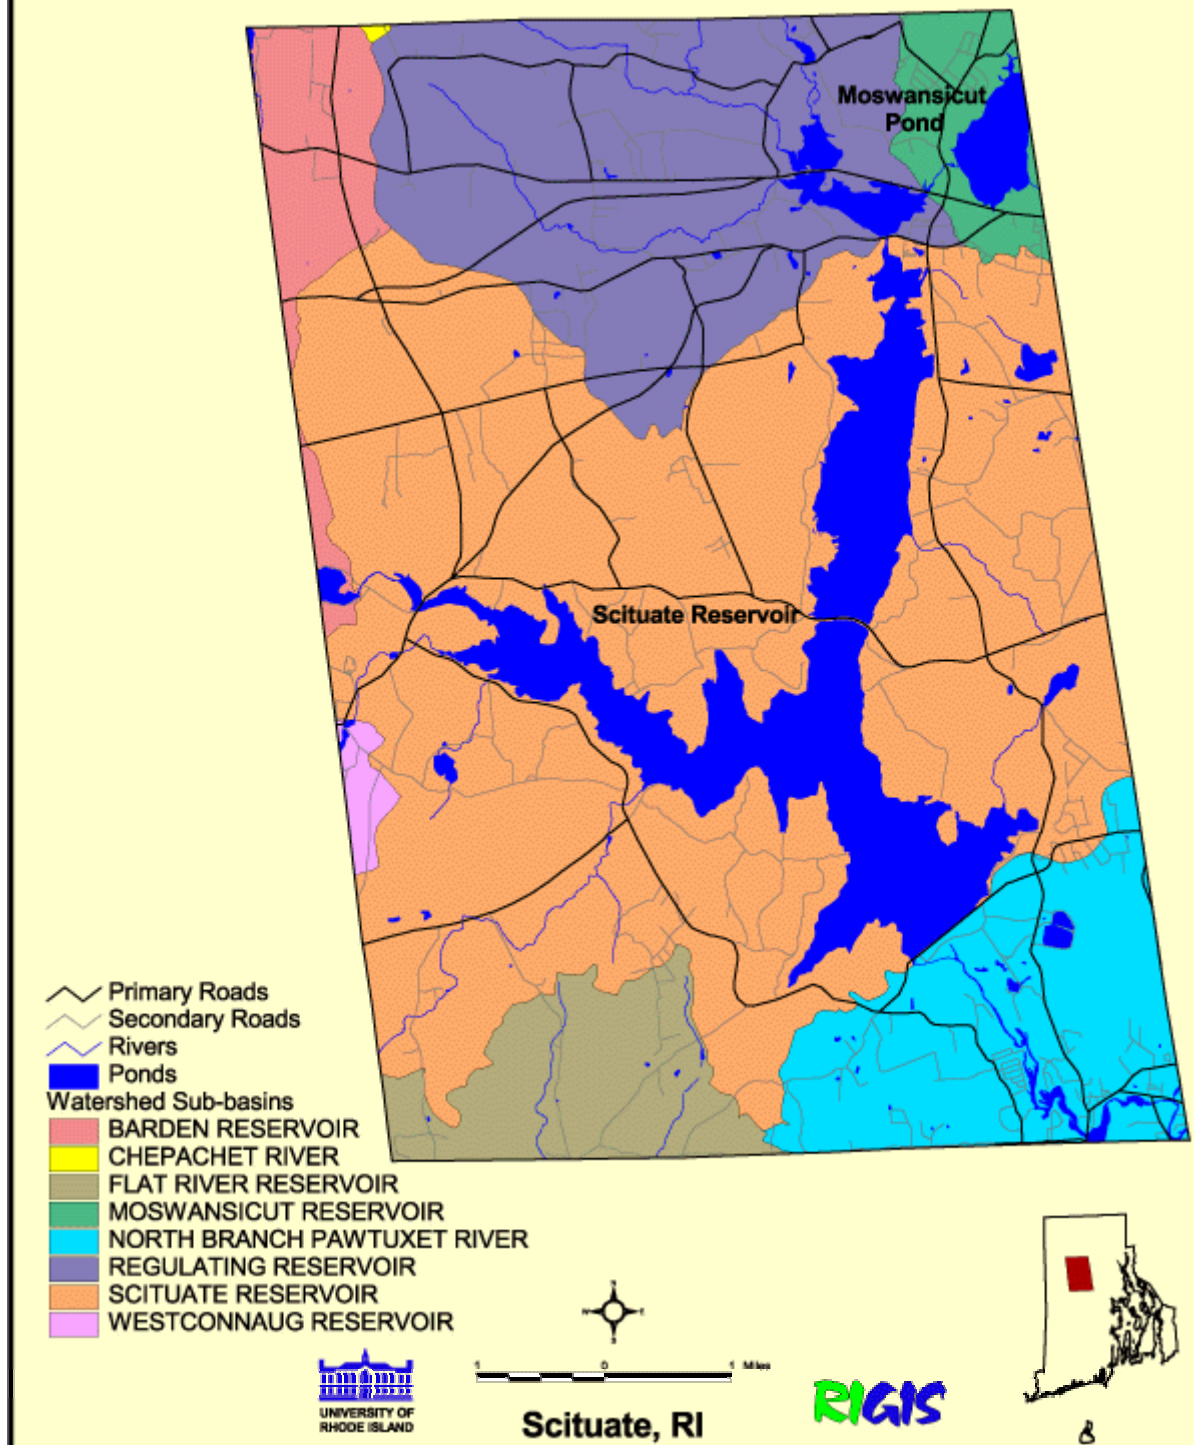 Moswansicut
Pond
Scituate Reservoir
Primary Roads
Secondary Roads
Rivers
Ponds
Watershed Sub-basins
BARDEN RESERVOIR
CHEPACHET RIVER
FLAT RIVER RESERVOIR
MOSWANSICUT RESERVOIR
NORTH BRANCH PAWTUXET RIVER
REGULATING RESERVOIR
SCITUATE RESERVOIR
WESTCONNAUG RESERVOIR
N
W E
S
1 0 1 Miles
UNIVERSITY OF
RHODE ISLAND
Scituate, RI
RIGIS